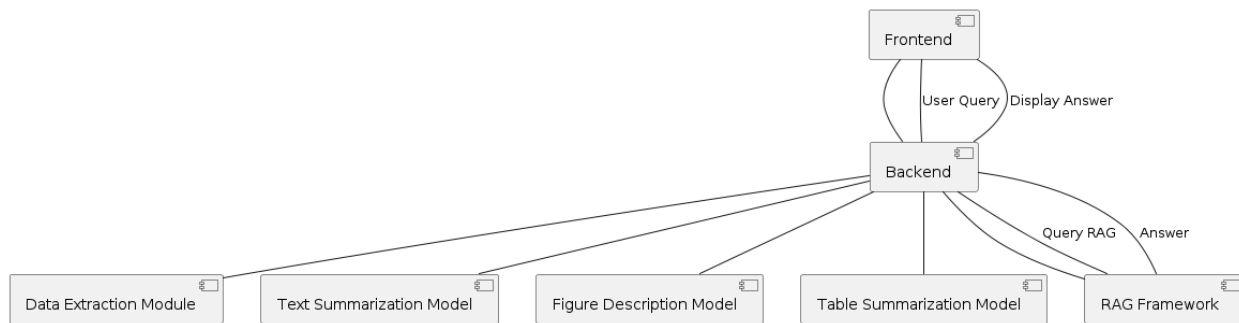 Frontend
User Query
Display Answer
Backend
Query RAG
Answer
Data Extraction Module
Text Summarization Model
Figure Description Model
Table Summarization Model
RAG Framework